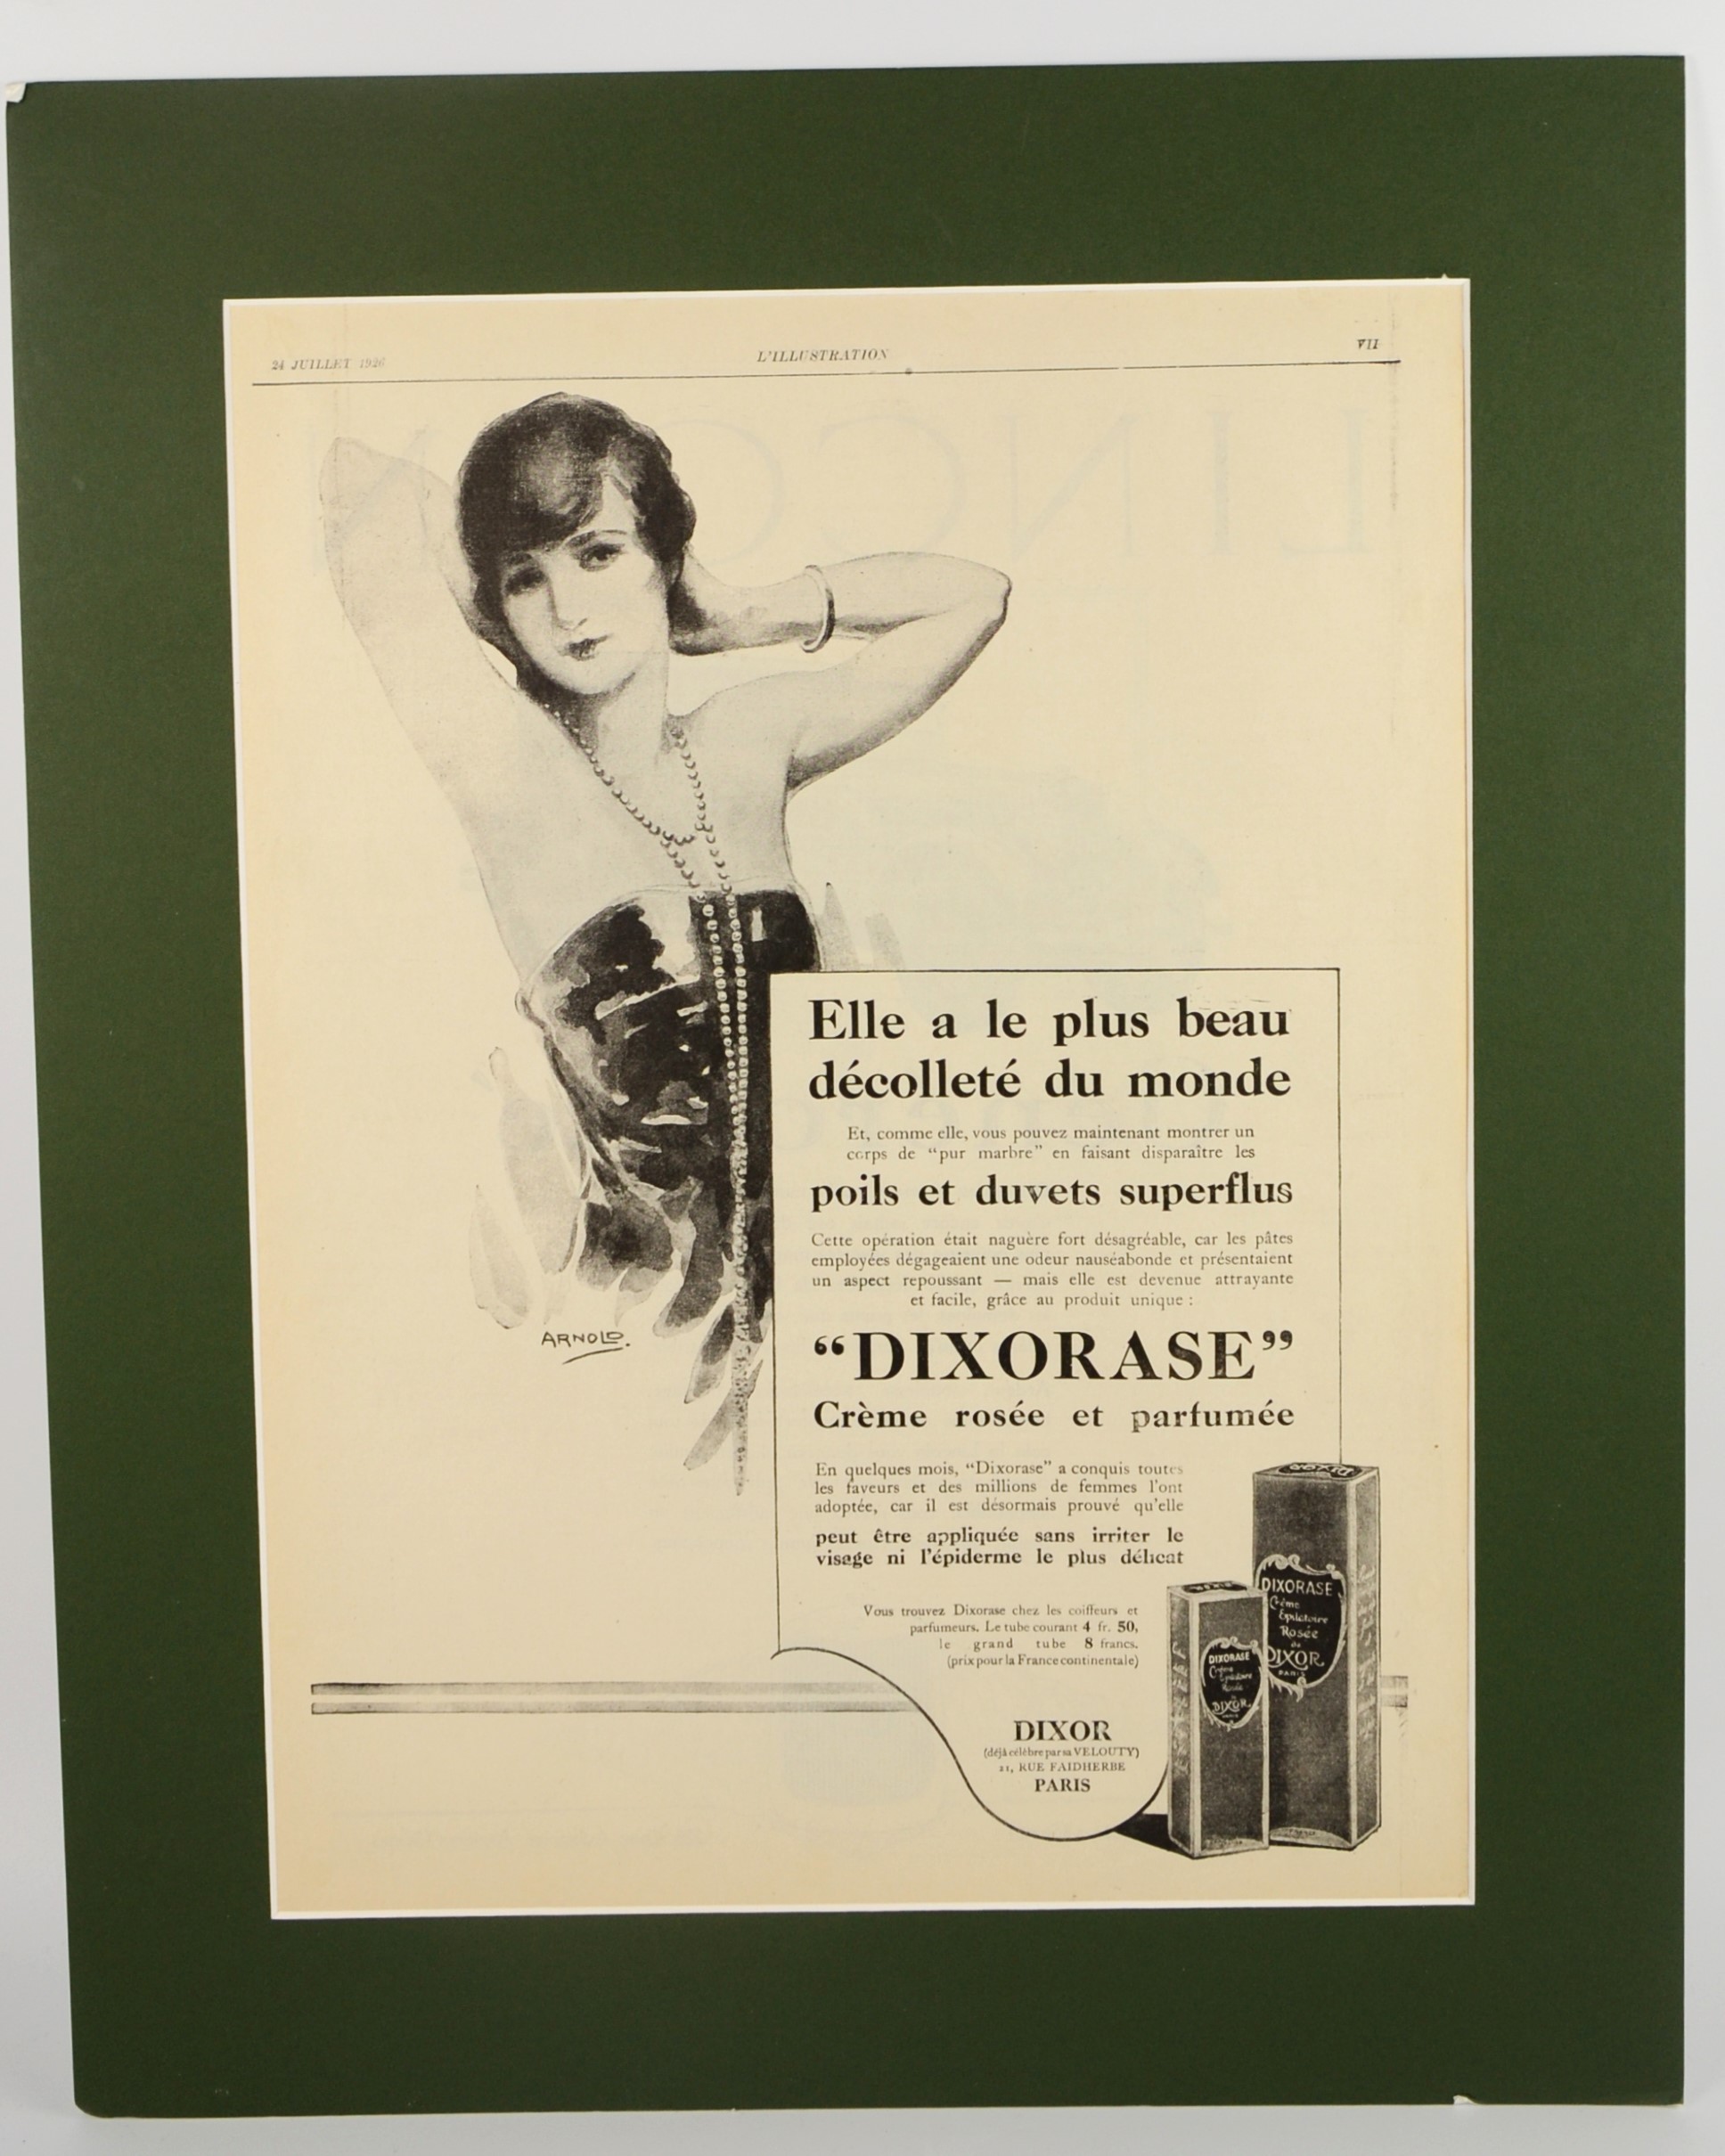 24 JUILLET 1926
L'ILLUSTRATION
VII
Elle a le plus beau
décolleté du monde
Et, comme elle, vous pouvez maintenant montrer un
corps de “pur marbre” en faisant disparaître les
poils et duvets superflus
Cette opération était naguère fort désagréable, car les pâtes
employées dégageaient une odeur nauséabonde et présentaient
un aspect repoussant — mais elle est devenue attrayante
et facile, grâce au produit unique :
“DIXORASE”
Crème rosée et parfumée
En quelques mois, “Dixorase” a conquis toutes
les faveurs et des millions de femmes l'ont
adoptée, car il est désormais prouvé qu'elle
peut être appliquée sans irriter le
visage ni l'épiderme le plus délicat
Vous trouvez Dixorase chez les coiffeurs et
parfumeurs. Le tube courant 4 fr. 50,
le grand tube 8 francs.
(prix pour la France continentale)
DIXOR
(déjà célèbre par sa VELOUTY)
21, RUE FAIDHERBE
PARIS
ARNOLD.
DIXOR
DIXORASE
Crème
Epilatoire
Rosée
de
DIXOR
PARIS
DIXORASE
Crème
Epilatoire
Rosée
DIXOR
LINCOLN